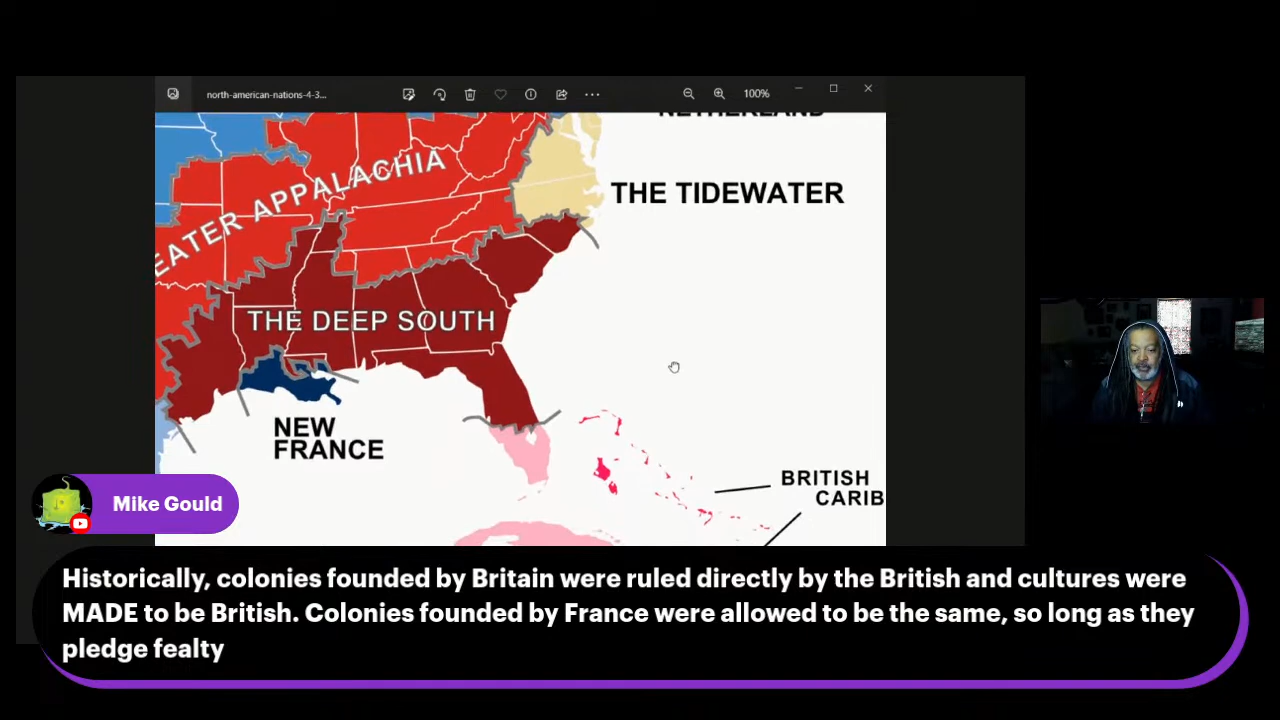 north-american-nations-4-3...
100%
NETHERLAND
THE TIDEWATER
EATER APPALACHIA
THE DEEP SOUTH
NEW
FRANCE
BRITISH
CARIB
Mike Gould
Historically, colonies founded by Britain were ruled directly by the British and cultures were
MADE to be British. Colonies founded by France were allowed to be the same, so long as they
pledge fealty